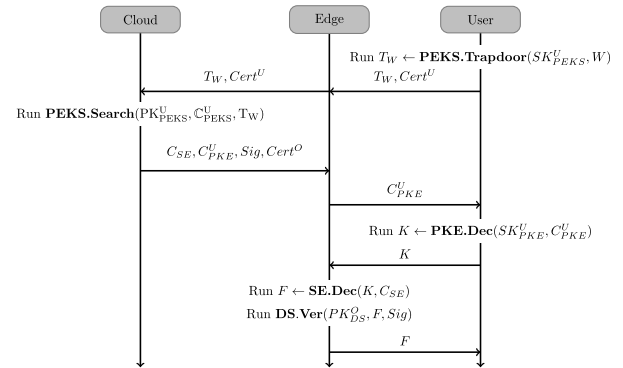 Cloud Edge User
Run T_W ← PEKS.Trapdoor(SK^U_PEKS, W)
T_W, Cert^U T_W, Cert^U
Run PEKS.Search(PK^U_PEKS, ℂ^U_PEKS, T_W)
C_SE, C^U_PKE, Sig, Cert^O
C^U_PKE
Run K ← PKE.Dec(SK^U_PKE, C^U_PKE)
K
Run F ← SE.Dec(K, C_SE)
Run DS.Ver(PK^O_DS, F, Sig)
F